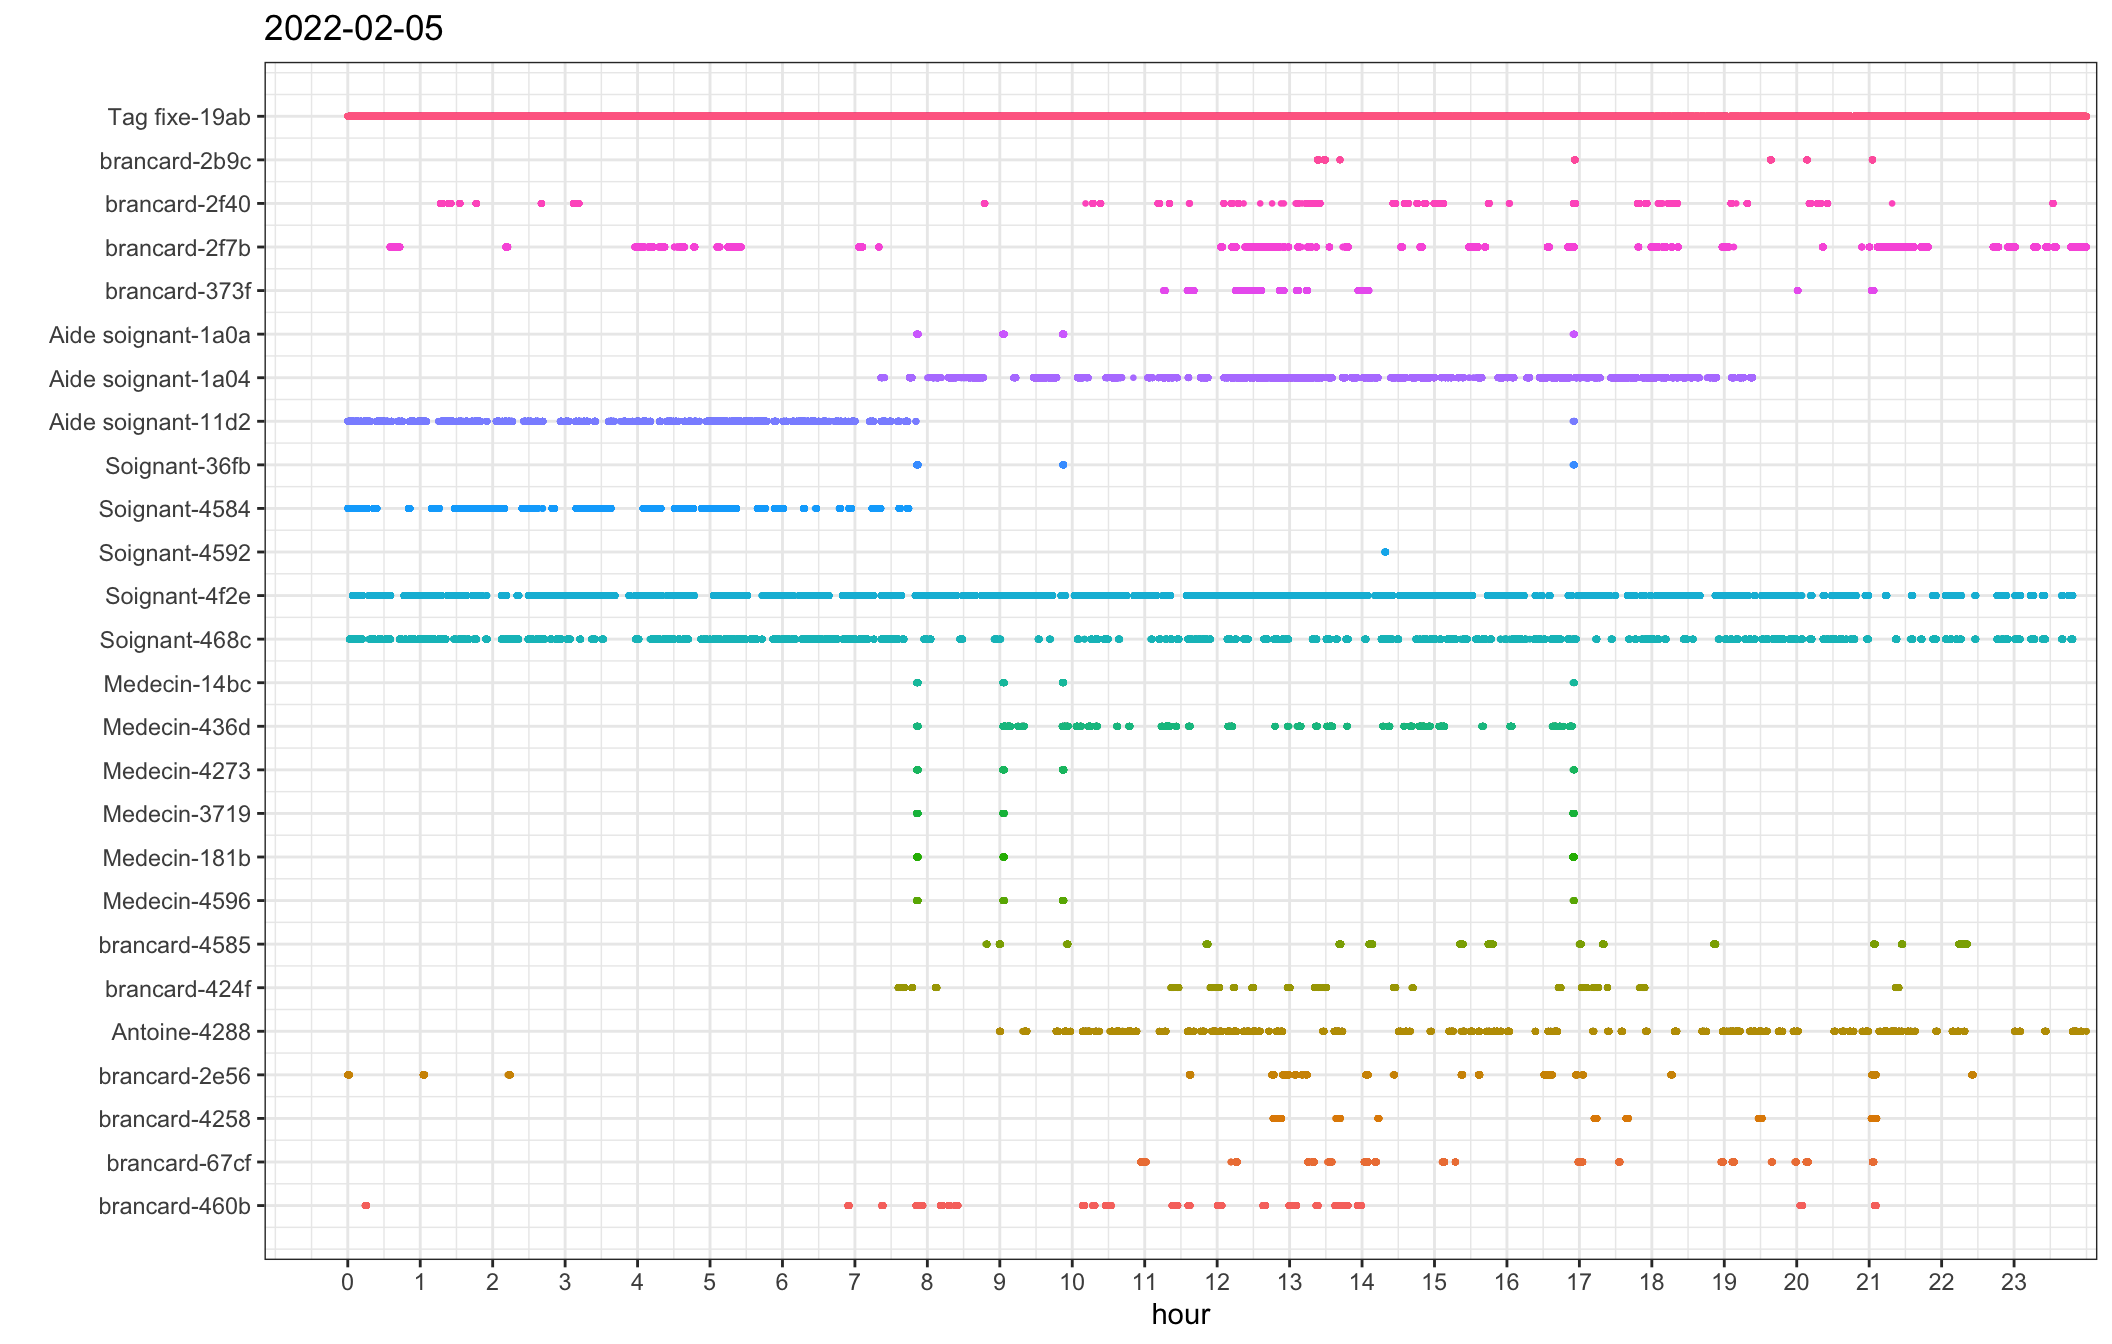 2022-02-05
Tag fixe-19ab
brancard-2b9c
brancard-2f40
brancard-2f7b
brancard-373f
Aide soignant-1a0a
Aide soignant-1a04
Aide soignant-11d2
Soignant-36fb
Soignant-4584
Soignant-4592
Soignant-4f2e
Soignant-468c
Medecin-14bc
Medecin-436d
Medecin-4273
Medecin-3719
Medecin-181b
Medecin-4596
brancard-4585
brancard-424f
Antoine-4288
brancard-2e56
brancard-4258
brancard-67cf
brancard-460b
0 1 2 3 4 5 6 7 8 9 10 11 12 13 14 15 16 17 18 19 20 21 22 23
hour